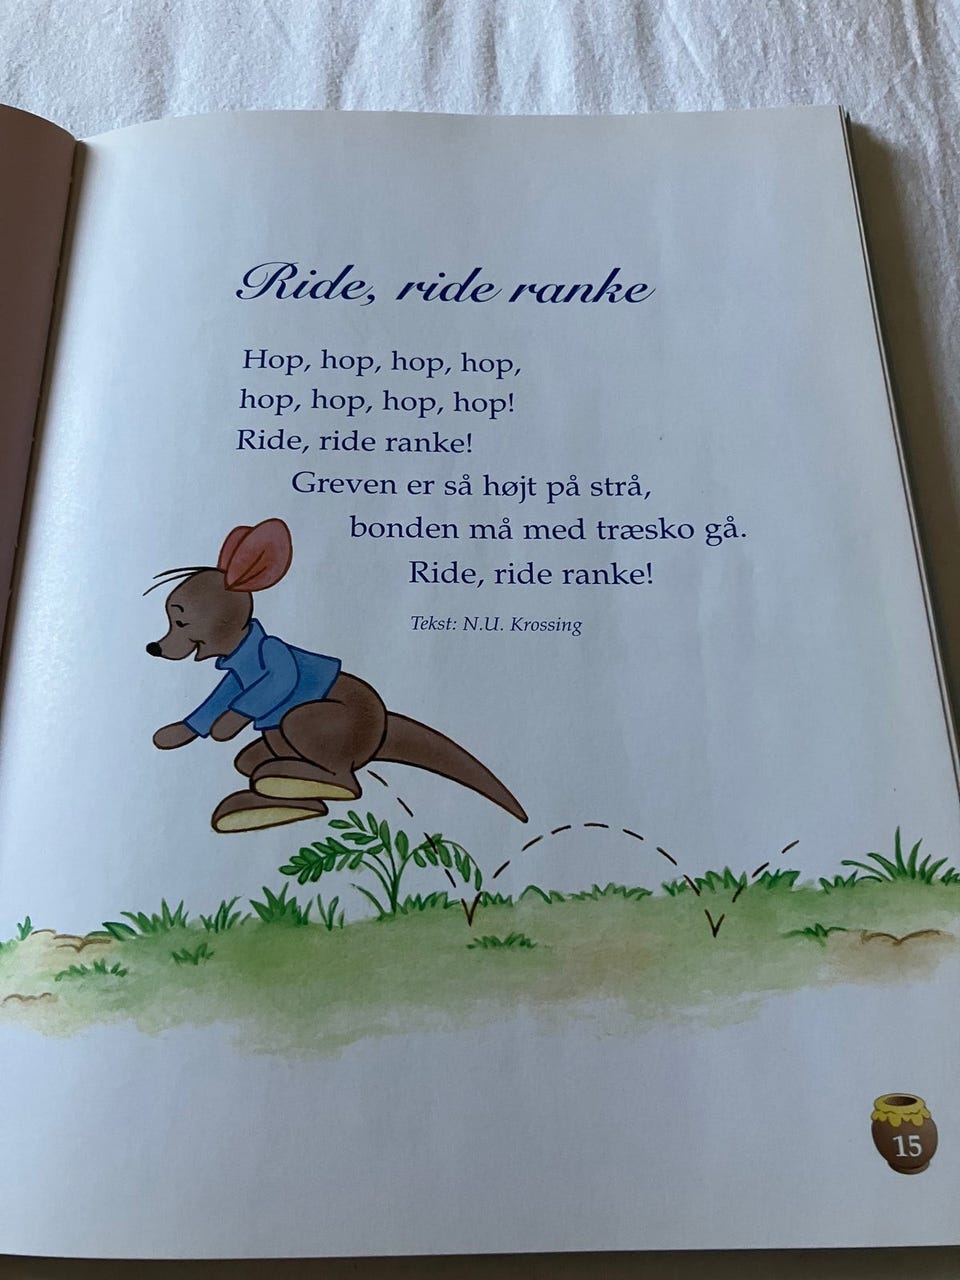 Ride, ride ranke
Hop, hop, hop, hop,
hop, hop, hop, hop!
Ride, ride ranke!
Greven er så højt på strå,
bonden må med træsko gå.
Ride, ride ranke!
Tekst: N.U. Krossing
15